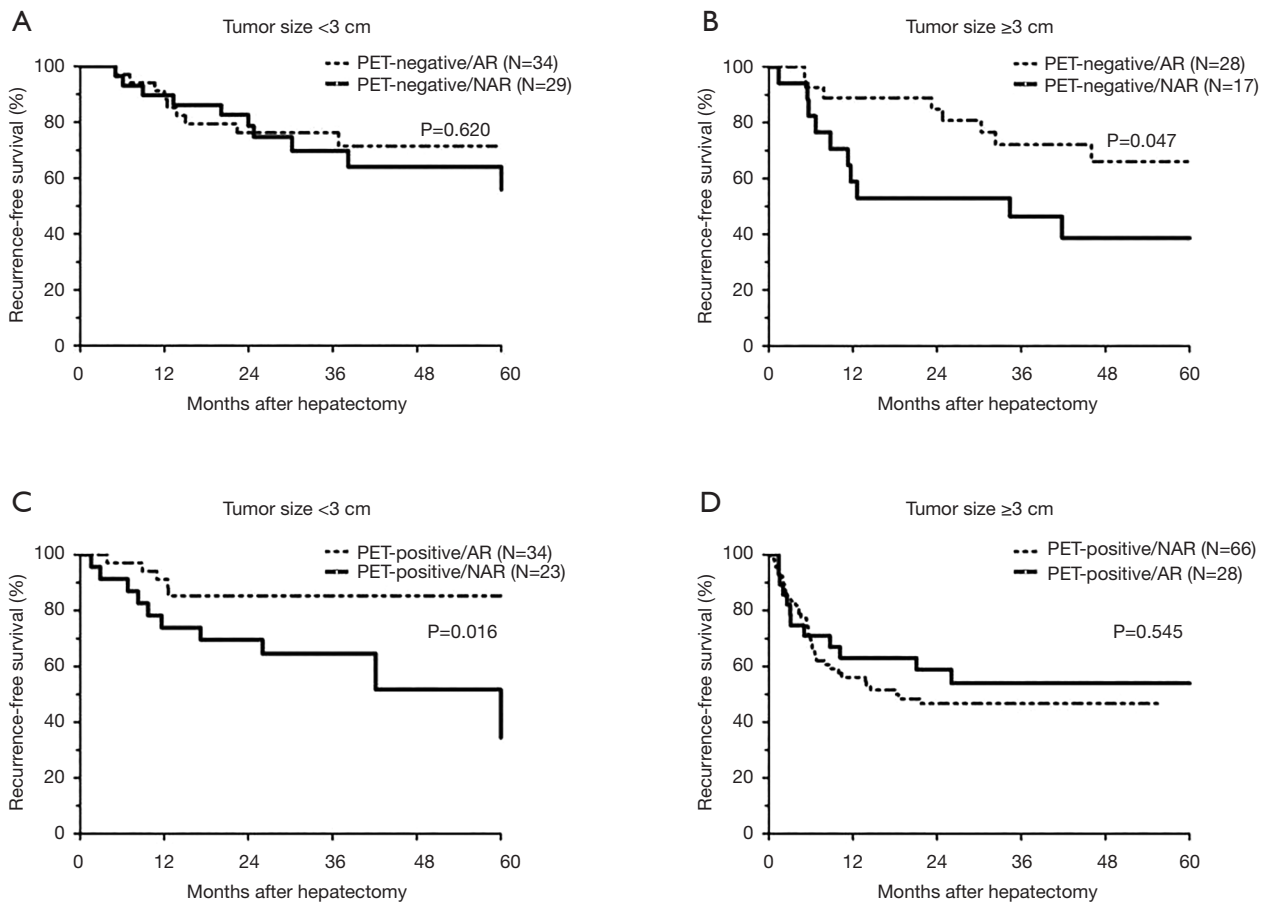 A
Tumor size <3 cm
PET-negative/AR (N=34)
PET-negative/NAR (N=29)
P=0.620
Recurrence-free survival (%)
100
80
60
40
20
0
0 12 24 36 48 60
Months after hepatectomy
B
Tumor size ≥3 cm
PET-negative/AR (N=28)
PET-negative/NAR (N=17)
P=0.047
Recurrence-free survival (%)
100
80
60
40
20
0
0 12 24 36 48 60
Months after hepatectomy
C
Tumor size <3 cm
PET-positive/AR (N=34)
PET-positive/NAR (N=23)
P=0.016
Recurrence-free survival (%)
100
80
60
40
20
0
0 12 24 36 48 60
Months after hepatectomy
D
Tumor size ≥3 cm
PET-positive/NAR (N=66)
PET-positive/AR (N=28)
P=0.545
Recurrence-free survival (%)
100
80
60
40
20
0
0 12 24 36 48 60
Months after hepatectomy